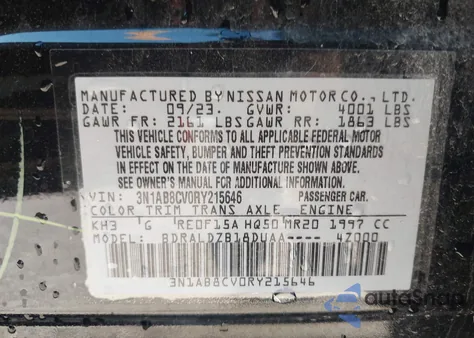 MANUFACTURED BY NISSAN MOTOR CO., LTD.
DATE: 09/23. GVWR: 4001 LBS
GAWR FR: 2161 LBS GAWR RR: 1863 LBS
THIS VEHICLE CONFORMS TO ALL APPLICABLE FEDERAL MOTOR
VEHICLE SAFETY, BUMPER AND THEFT PREVENTION STANDARDS
IN EFFECT ON THE DATE OF MANUFACTURE SHOWN ABOVE.
SEE OWNER'S MANUAL FOR ADDITIONAL INFORMATION.
VIN: 3N1AB8CV0RY215646 PASSENGER CAR.
COLOR TRIM TRANS AXLE ENGINE
KH3 G RE0F15A HQ50 MR20 1997 CC
MODEL: BDRALDZB18DUAA---- 4Z000
3N1AB8CV0RY215646
AutoSnap